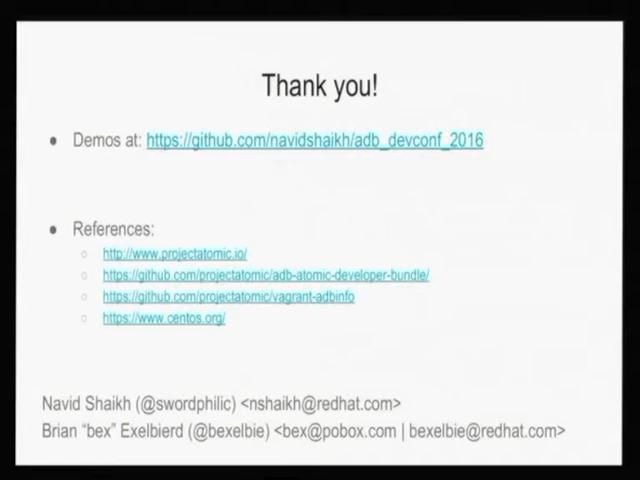 Thank you!
● Demos at: https://github.com/navidshaikh/adb_devconf_2016
● References:
○ http://www.projectatomic.io/
○ https://github.com/projectatomic/adb-atomic-developer-bundle/
○ https://github.com/projectatomic/vagrant-adbinfo
○ https://www.centos.org/
Navid Shaikh (@swordphilic) <nshaikh@redhat.com>
Brian “bex” Exelbierd (@bexelbie) <bex@pobox.com | bexelbie@redhat.com>